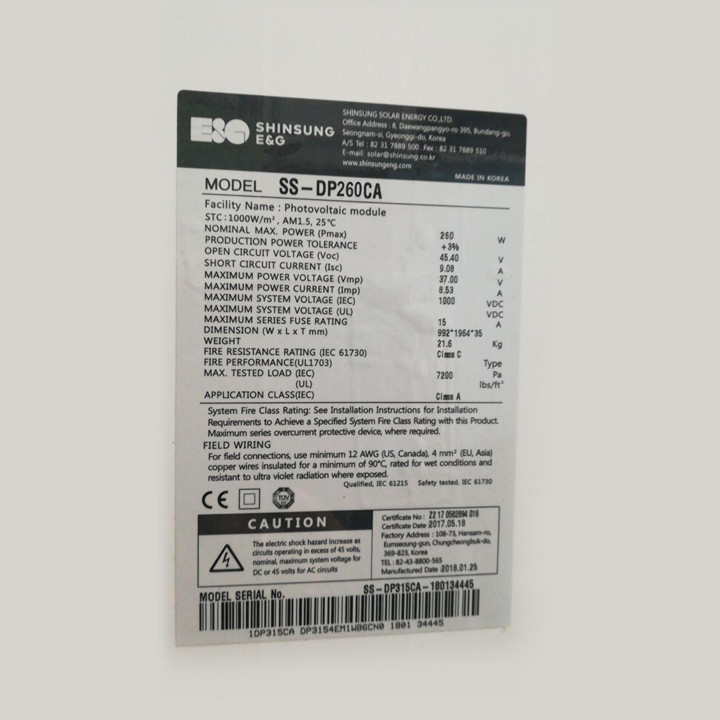 E&G SHINSUNG E&G
SHINSUNG SOLAR ENERGY CO.,LTD.
Office Address : 8, Daewangpangyo-ro 395, Bundang-gu,
Seongnam-si, Gyeonggi-do, Korea
A/S Tel : 82 31 7889 500 .Fax : 82 31 7889 510
E-mail: solar@shinsung.co.kr
www.shinsungeng.com
MADE IN KOREA
MODEL SS-DP260CA
Facility Name : Photovoltaic module
STC : 1000W/m², AM1.5, 25℃
NOMINAL MAX. POWER (Pmax) 260 W
PRODUCTION POWER TOLERANCE +3%
OPEN CIRCUIT VOLTAGE (Voc) 45.40 V
SHORT CIRCUIT CURRENT (Isc) 9.08 A
MAXIMUM POWER VOLTAGE (Vmp) 37.00 V
MAXIMUM POWER CURRENT (Imp) 8.53 A
MAXIMUM SYSTEM VOLTAGE (IEC) 1000 VDC
MAXIMUM SYSTEM VOLTAGE (UL) VDC
MAXIMUM SERIES FUSE RATING 15 A
DIMENSION (W x L x T mm) 992*1964*35
WEIGHT 21.6 Kg
FIRE RESISTANCE RATING (IEC 61730) Class C
FIRE PERFORMANCE(UL1703) Type
MAX. TESTED LOAD (IEC) 7200 Pa
(UL) lbs/ft²
APPLICATION CLASS(IEC) Class A
System Fire Class Rating: See Installation Instructions for Installation
Requirements to Achieve a Specified System Fire Class Rating with this Product.
Maximum series overcurrent protective device, where required.
FIELD WIRING
For field connections, use minimum 12 AWG (US, Canada), 4 mm² (EU, Asia)
copper wires insulated for a minimum of 90℃, rated for wet conditions and
resistant to ultra violet radiation where exposed.
Qualified, IEC 61215 Safety tested, IEC 61730
CE TÜV
CAUTION
The electric shock hazard increase as
circuits operating in excess of 45 volts,
nominal, maximum system voltage for
DC or 45 volts for AC circuits
Certificate No : Z2 17 0582894 016
Certificate Date :2017.05.18
Factory Address : 108-73, Hansam-ro,
Eumseoung-gun, Chungcheongbuk-do,
369-823, Korea
TEL : 82-43-8800-565
Manufactured Date :2018.01.25
MODEL SERIAL No. SS-DP315CA-180134445
1DP315CA DP3154EM1WBGCN0 1801 34445